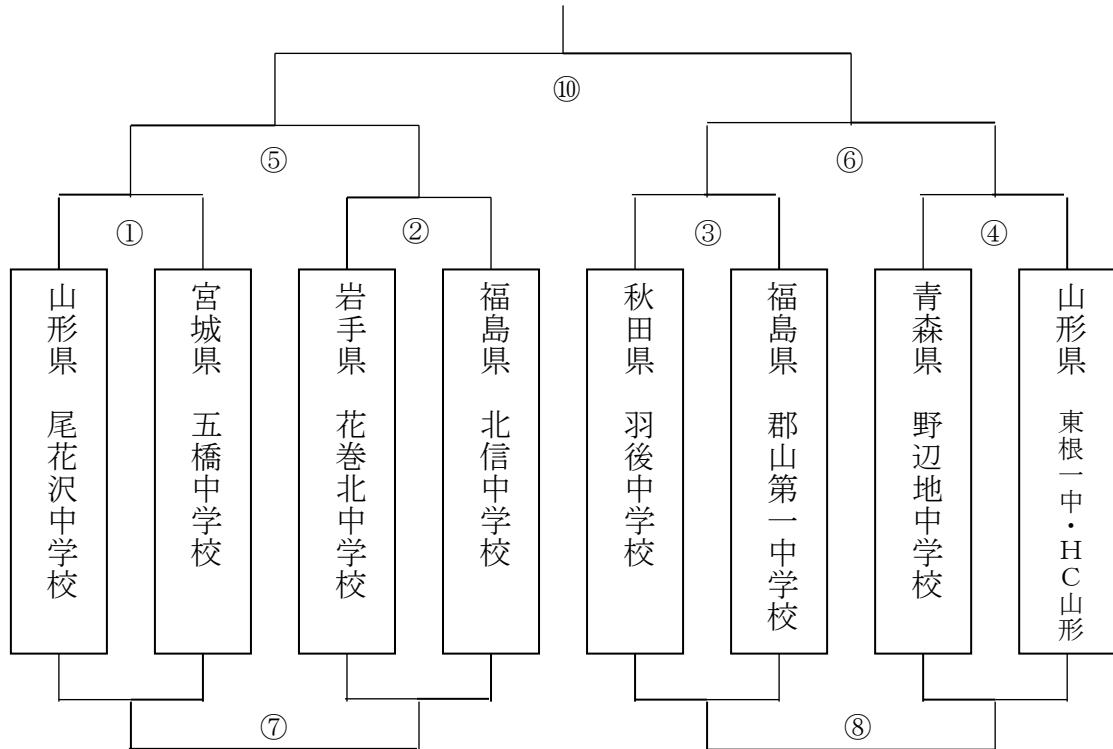 ⑩
⑤
⑥
①
②
③
④
山形県　尾花沢中学校
宮城県　五橋中学校
岩手県　花巻北中学校
福島県　北信中学校
秋田県　羽後中学校
福島県　郡山第一中学校
青森県　野辺地中学校
山形県　東根一中・HC山形
⑦
⑧